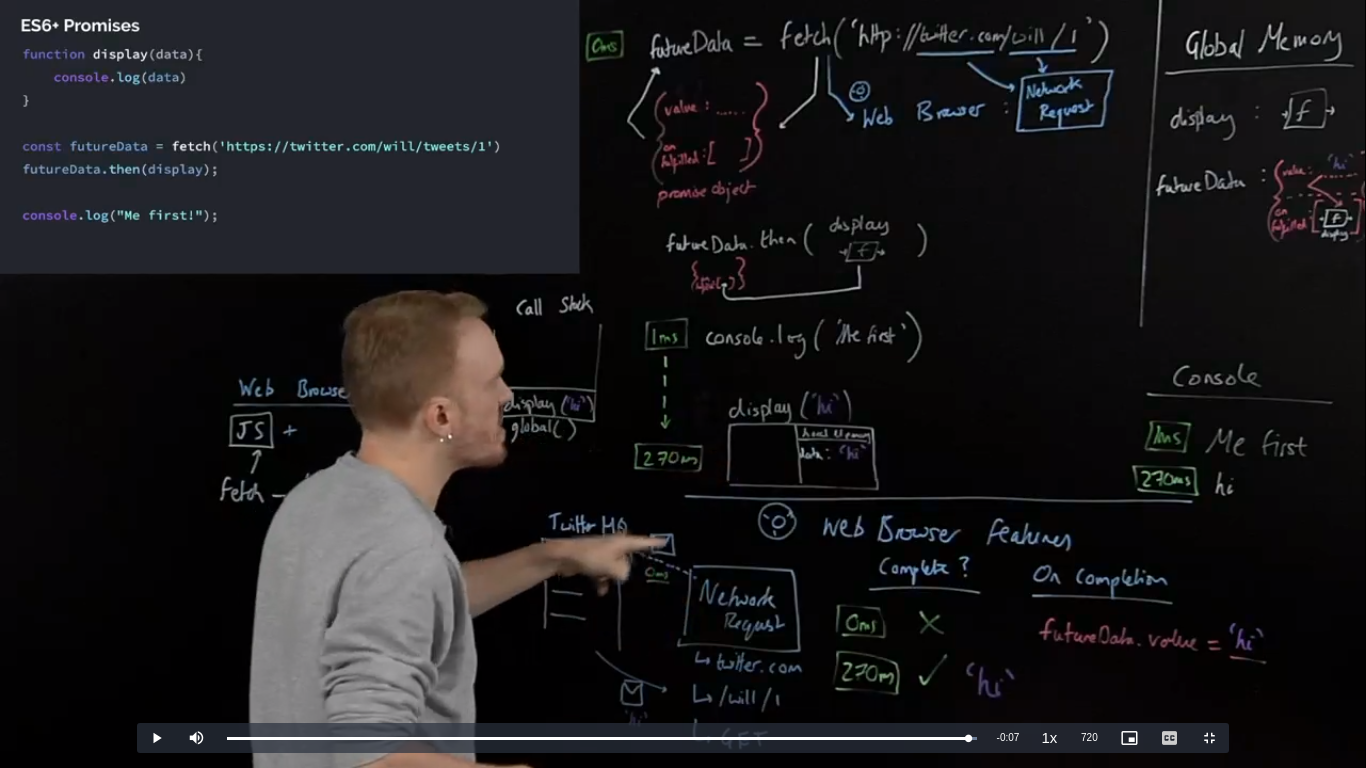 ES6+ Promises
function display(data){
console.log(data)
}
const futureData = fetch('https://twitter.com/will/tweets/1')
futureData.then(display);
console.log("Me first!");
0ms futureData = fetch('http://twitter.com/will/1')
value : ......
on fulfilled : [ ]
promise object
Web Browser : Network Request
futureData.then( display )
f
1ms console.log('Me first')
display('hi')
local memory
data : 'hi'
270ms
Global Memory
display : f
futureData : value : 'hi'
on fulfilled : [ f ]
display
Call Stack
display('hi')
global( )
Web Browse
JS +
fetch
Console
1ms Me first
270ms hi
Twitter HQ
0ms
Network Request
↳ twitter.com
↳ /will/1
↳ GET
'hi'
Web Browser Features
Complete? On Completion
0ms X futureData.value = 'hi'
270m ✓ 'hi'
-0:07 1x 720 CC